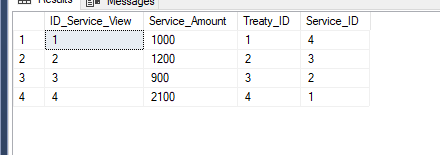 Results Messages
ID_Service_View Service_Amount Treaty_ID Service_ID
1 1 1000 1 4
2 2 1200 2 3
3 3 900 3 2
4 4 2100 4 1